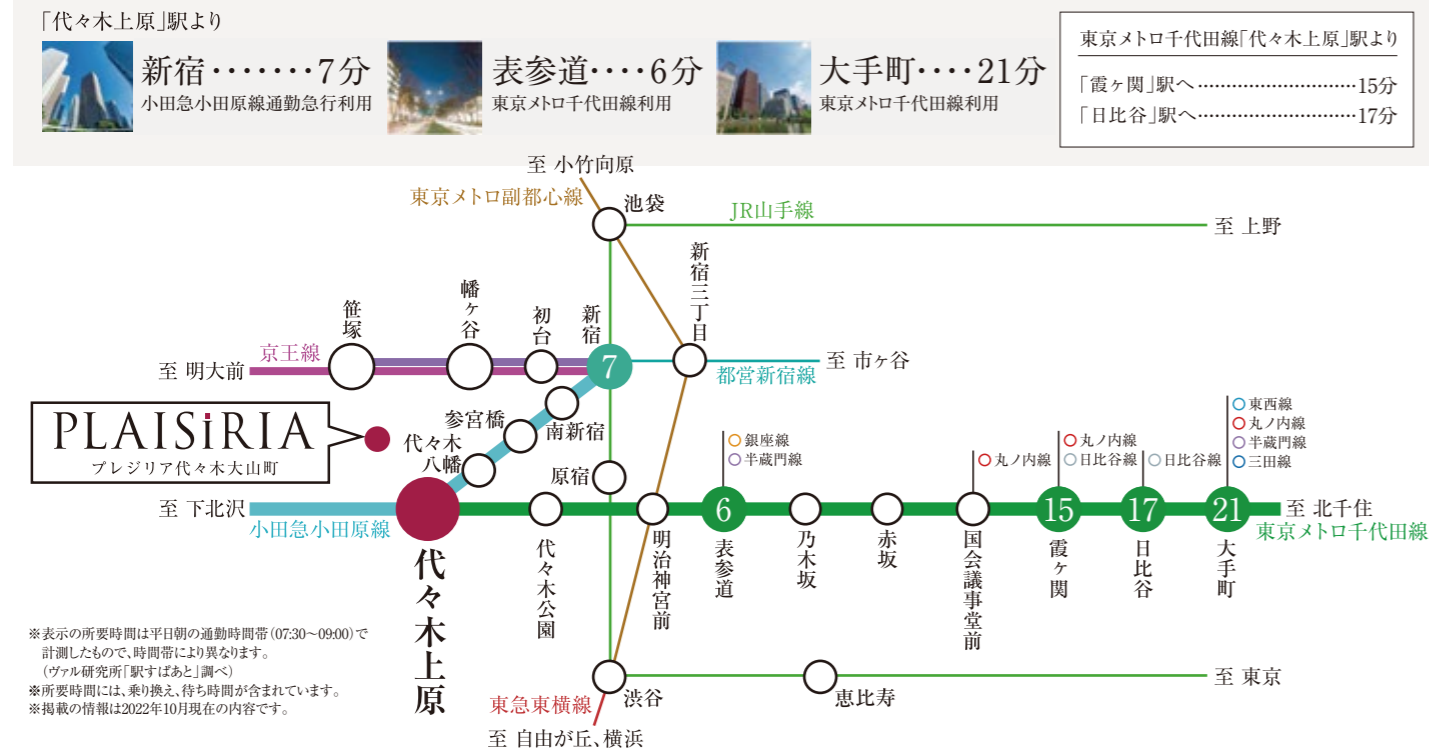 「代々木上原」駅より
新宿・・・・・・・7分
小田急小田原線通勤急行利用
表参道・・・・6分
東京メトロ千代田線利用
大手町・・・・21分
東京メトロ千代田線利用
東京メトロ千代田線「代々木上原」駅より
「霞ヶ関」駅へ…………………………15分
「日比谷」駅へ…………………………17分
至 小竹向原
東京メトロ副都心線
池袋
JR山手線
至 上野
新宿三丁目
笹塚
幡ヶ谷
初台
新宿
7
京王線
至 明大前
都営新宿線
至 市ヶ谷
PLAISiRIA
プレジリア代々木大山町
参宮橋
南新宿
代々木
八幡
原宿
銀座線
半蔵門線
丸ノ内線
丸ノ内線
日比谷線
日比谷線
東西線
丸ノ内線
半蔵門線
三田線
至 下北沢
小田急小田原線
6
15
17
21
至 北千住
東京メトロ千代田線
代々木上原
代々木公園
明治神宮前
表参道
乃木坂
赤坂
国会議事堂前
霞ヶ関
日比谷
大手町
※表示の所要時間は平日朝の通勤時間帯(07:30〜09:00)で
計測したもので、時間帯により異なります。
(ヴァル研究所「駅すぱあと」調べ)
※所要時間には、乗り換え、待ち時間が含まれています。
※掲載の情報は2022年10月現在の内容です。
渋谷
恵比寿
至 東京
東急東横線
至 自由が丘、横浜